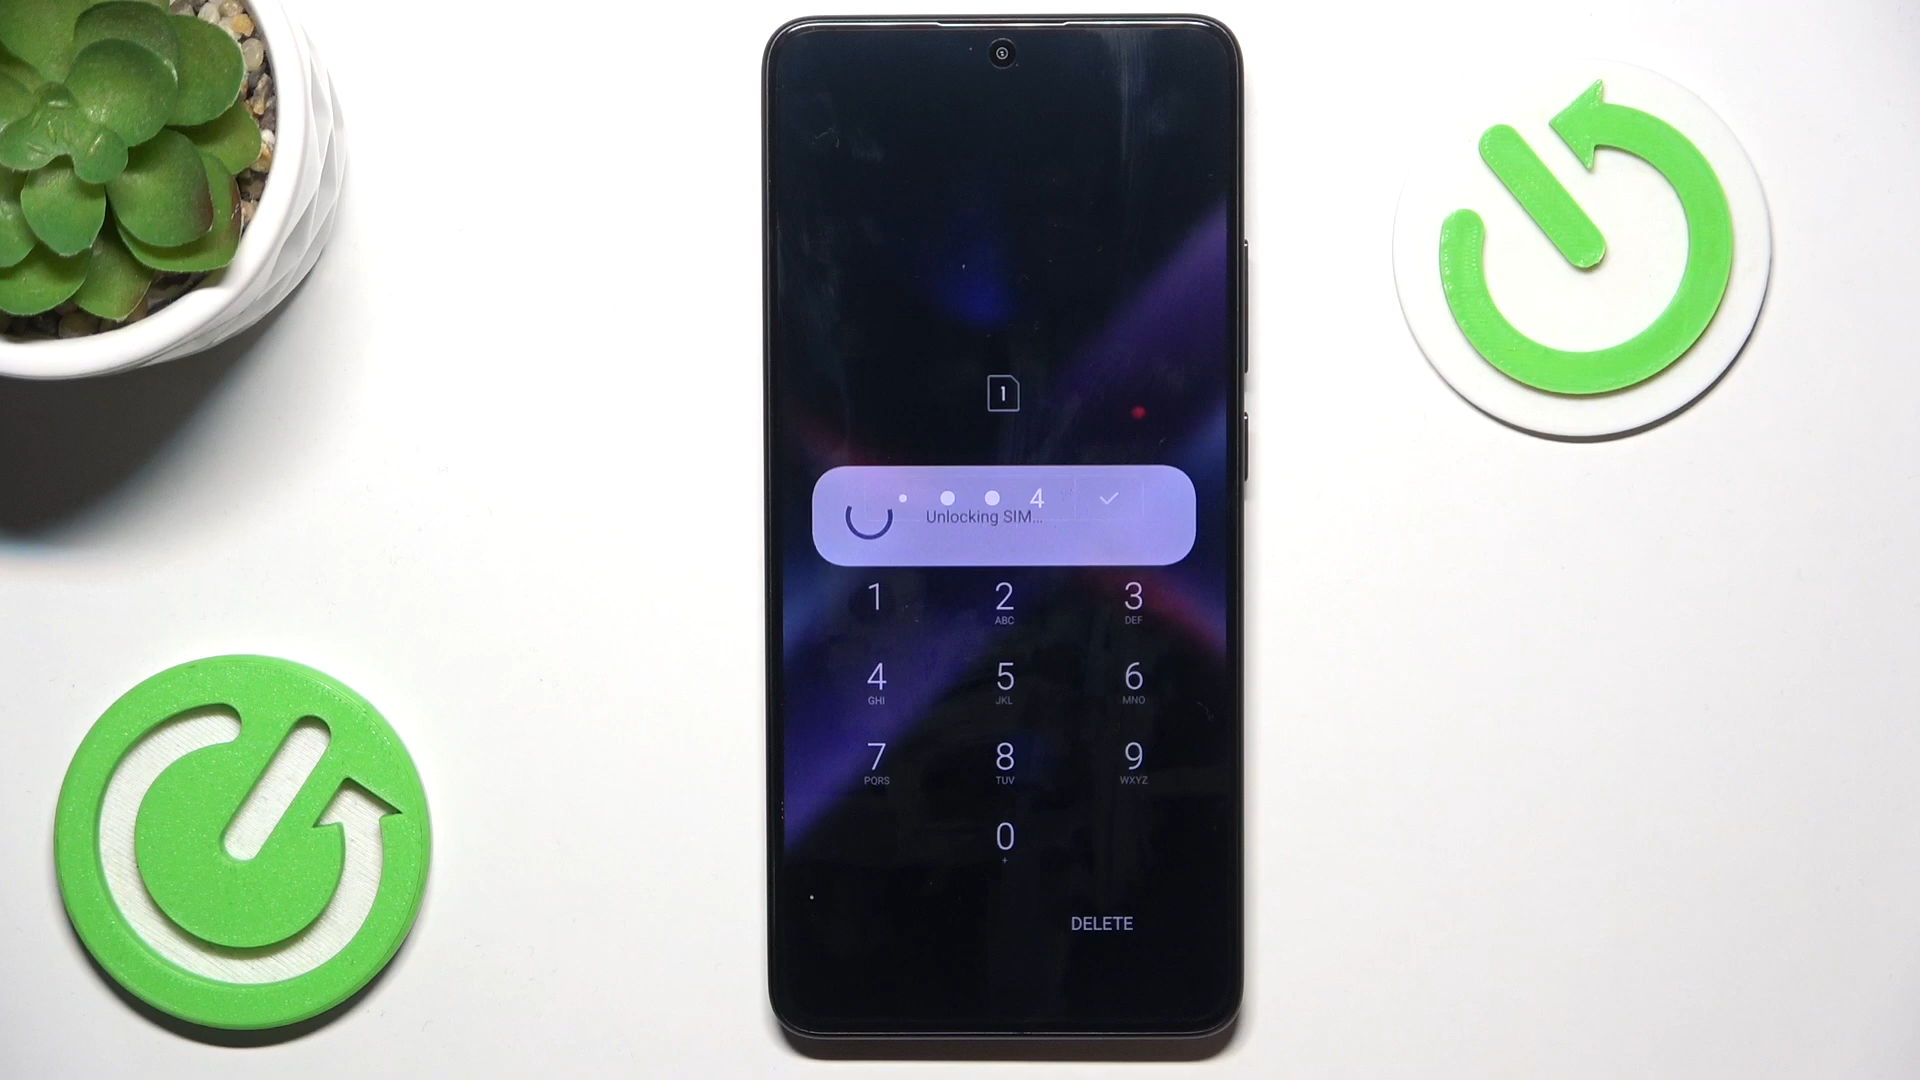 1
4
Unlocking SIM...
1 2 3
ABC DEF
4 5 6
GHI JKL MNO
7 8 9
PQRS TUV WXYZ
0
+
DELETE